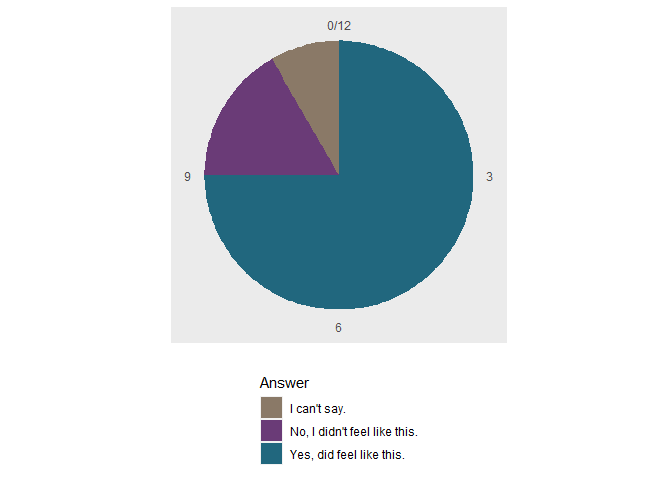 0/12
9
3
6
Answer
I can't say.
No, I didn't feel like this.
Yes, did feel like this.